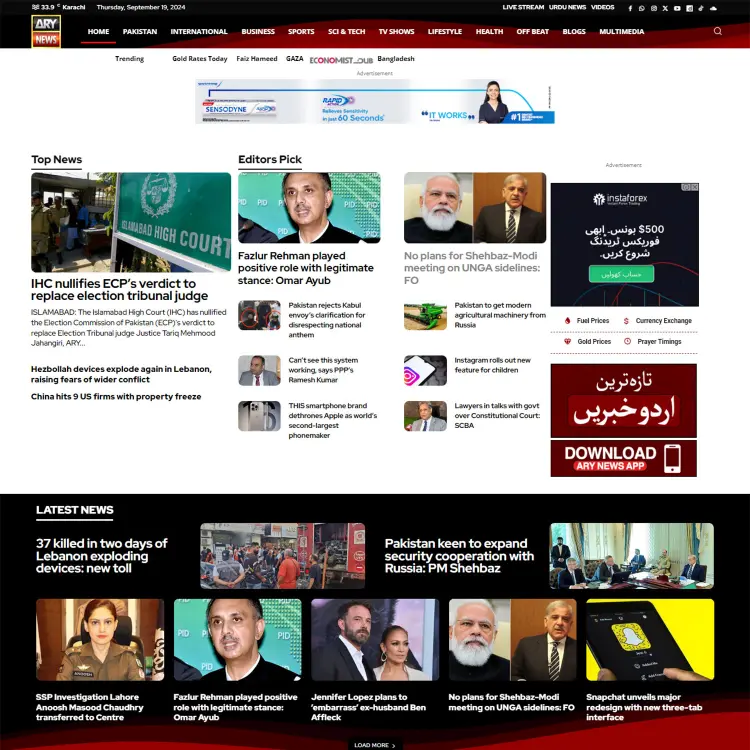 33.9 C Karachi Thursday, September 19, 2024 LIVE STREAM URDU NEWS VIDEOS
ARY NEWS
HOME PAKISTAN INTERNATIONAL BUSINESS SPORTS SCI & TECH TV SHOWS LIFESTYLE HEALTH OFF BEAT BLOGS MULTIMEDIA
Trending Gold Rates Today Faiz Hameed GAZA Bangladesh
Advertisement
SENSODYNE
RAPID
Relieves Sensitivity
in just 60 Seconds
"IT WORKS"
#1
Top News
ISLAMABAD HIGH COURT
IHC nullifies ECP's verdict to
replace election tribunal judge
ISLAMABAD: The Islamabad High Court (IHC) has nullified
the Election Commission of Pakistan (ECP)'s verdict to
replace Election Tribunal judge Justice Tariq Mehmood
Jahangiri, ARY...
Hezbollah devices explode again in Lebanon,
raising fears of wider conflict
China hits 9 US firms with property freeze
Editors Pick
PID
Fazlur Rehman played
positive role with legitimate
stance: Omar Ayub
No plans for Shehbaz-Modi
meeting on UNGA sidelines:
FO
Pakistan rejects Kabul
envoy's clarification for
disrespecting national
anthem
Pakistan to get modern
agricultural machinery from
Russia
Can't see this system
working, says PPP's
Ramesh Kumar
Instagram rolls out new
feature for children
THIS smartphone brand
dethrones Apple as world's
second-largest
phonemaker
Lawyers in talks with govt
over Constitutional Court:
SCBA
Advertisement
instaforex
$500 بونس۔ ابھی
فوریکس ٹریڈنگ
شروع کریں.
حساب کھولیں
Fuel Prices Currency Exchange
Gold Prices Prayer Timings
تازہ ترین
اردو خبریں
DOWNLOAD
ARY NEWS APP
LATEST NEWS
37 killed in two days of
Lebanon exploding
devices: new toll
Pakistan keen to expand
security cooperation with
Russia: PM Shehbaz
ANOOSH
PID PID
SSP Investigation Lahore
Anoosh Masood Chaudhry
transferred to Centre
Fazlur Rehman played positive
role with legitimate stance:
Omar Ayub
Jennifer Lopez plans to
'embarrass' ex-husband Ben
Affleck
No plans for Shehbaz-Modi
meeting on UNGA sidelines: FO
Snapchat unveils major
redesign with new three-tab
interface
LOAD MORE